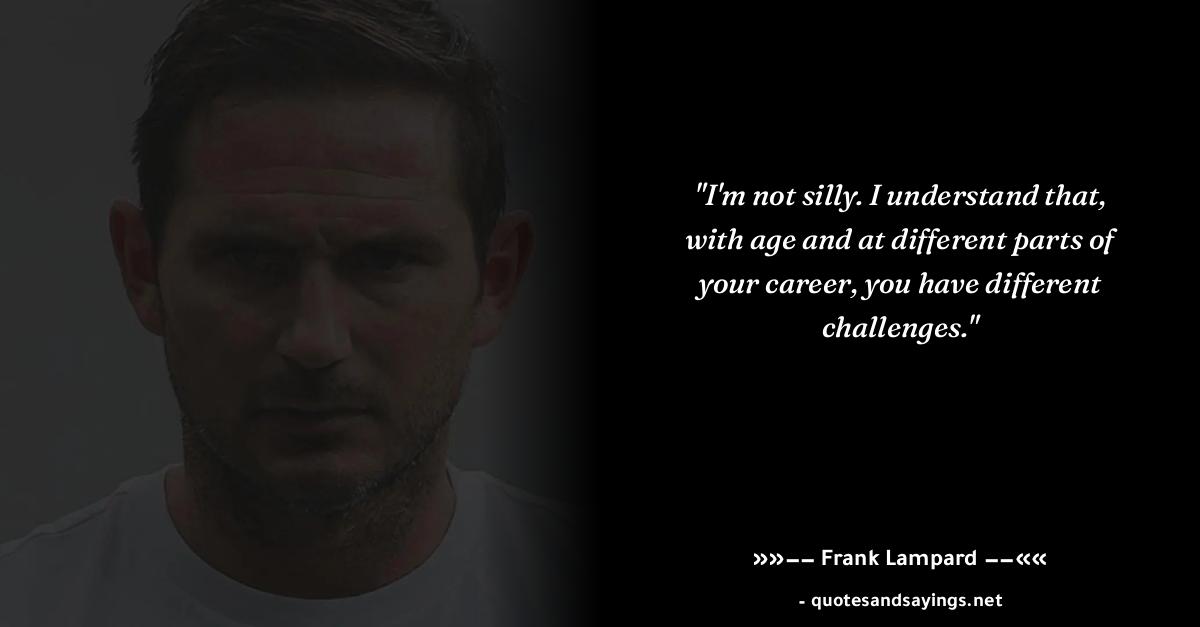 "I'm not silly. I understand that,
with age and at different parts of
your career, you have different
challenges."
»»–– Frank Lampard ––««
- quotesandsayings.net